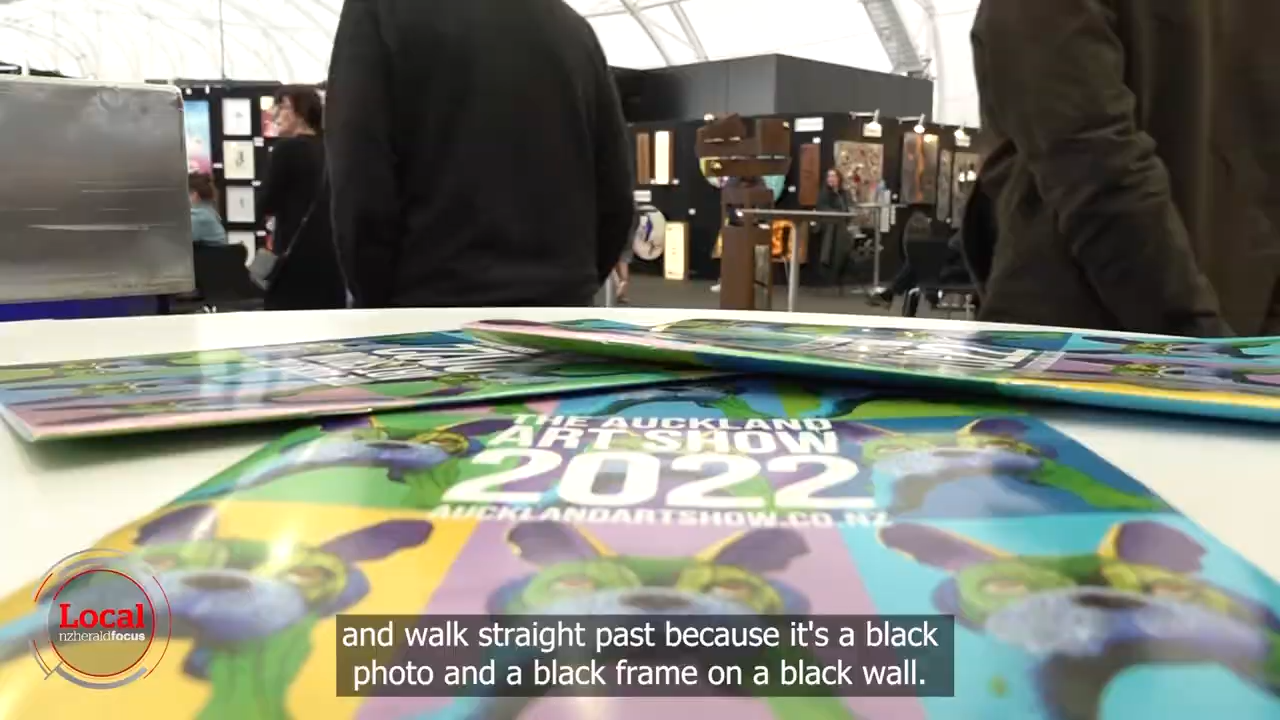 THE AUCKLAND
ART SHOW
2022
AUCKLANDARTSHOW.CO.NZ
Local
nzheraldfocus
and walk straight past because it's a black
photo and a black frame on a black wall.